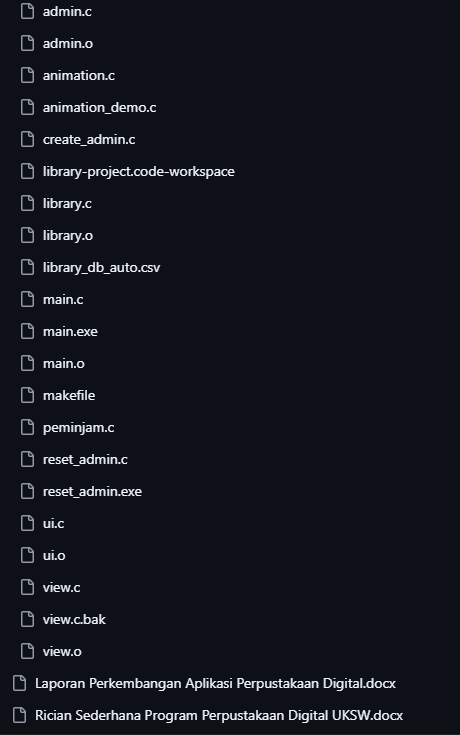 admin.c
admin.o
animation.c
animation_demo.c
create_admin.c
library-project.code-workspace
library.c
library.o
library_db_auto.csv
main.c
main.exe
main.o
makefile
peminjam.c
reset_admin.c
reset_admin.exe
ui.c
ui.o
view.c
view.c.bak
view.o
Laporan Perkembangan Aplikasi Perpustakaan Digital.docx
Rician Sederhana Program Perpustakaan Digital UKSW.docx